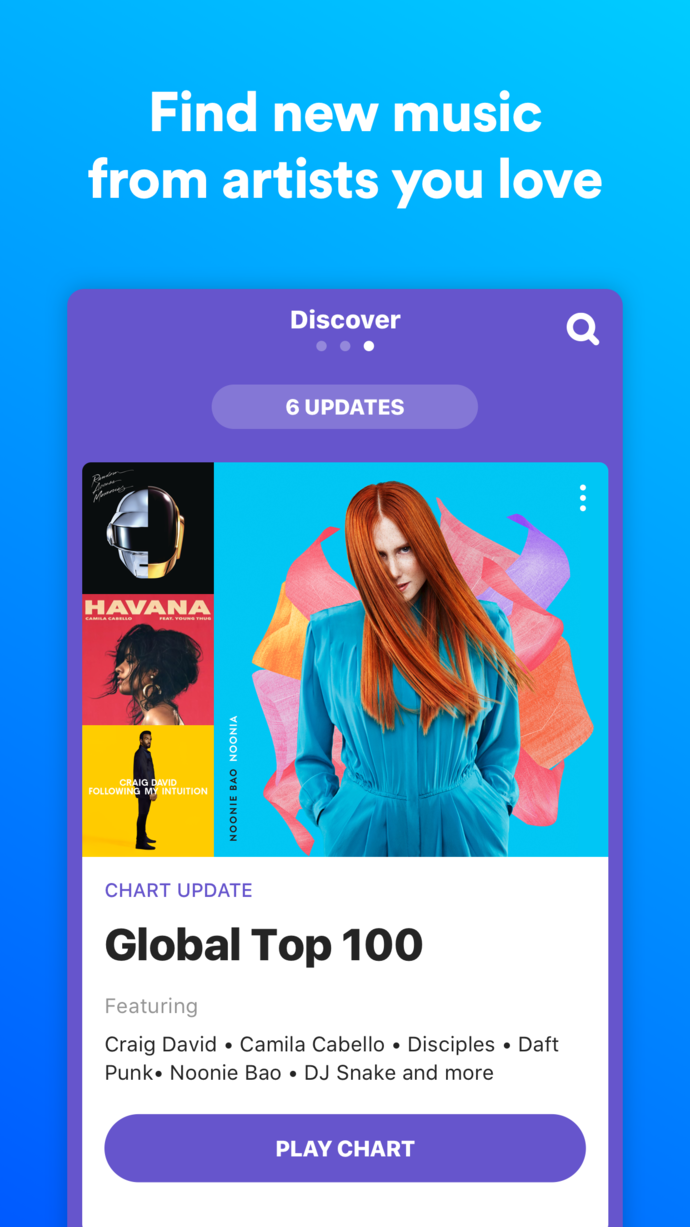 Find new music
from artists you love
Discover
6 UPDATES
Random
Access
Memories
HAVANA
CAMILA CABELLO FEAT. YOUNG THUG
CRAIG DAVID
FOLLOWING MY INTUITION
NOONIE BAO NOONIA
CHART UPDATE
Global Top 100
Featuring
Craig David • Camila Cabello • Disciples • Daft
Punk• Noonie Bao • DJ Snake and more
PLAY CHART